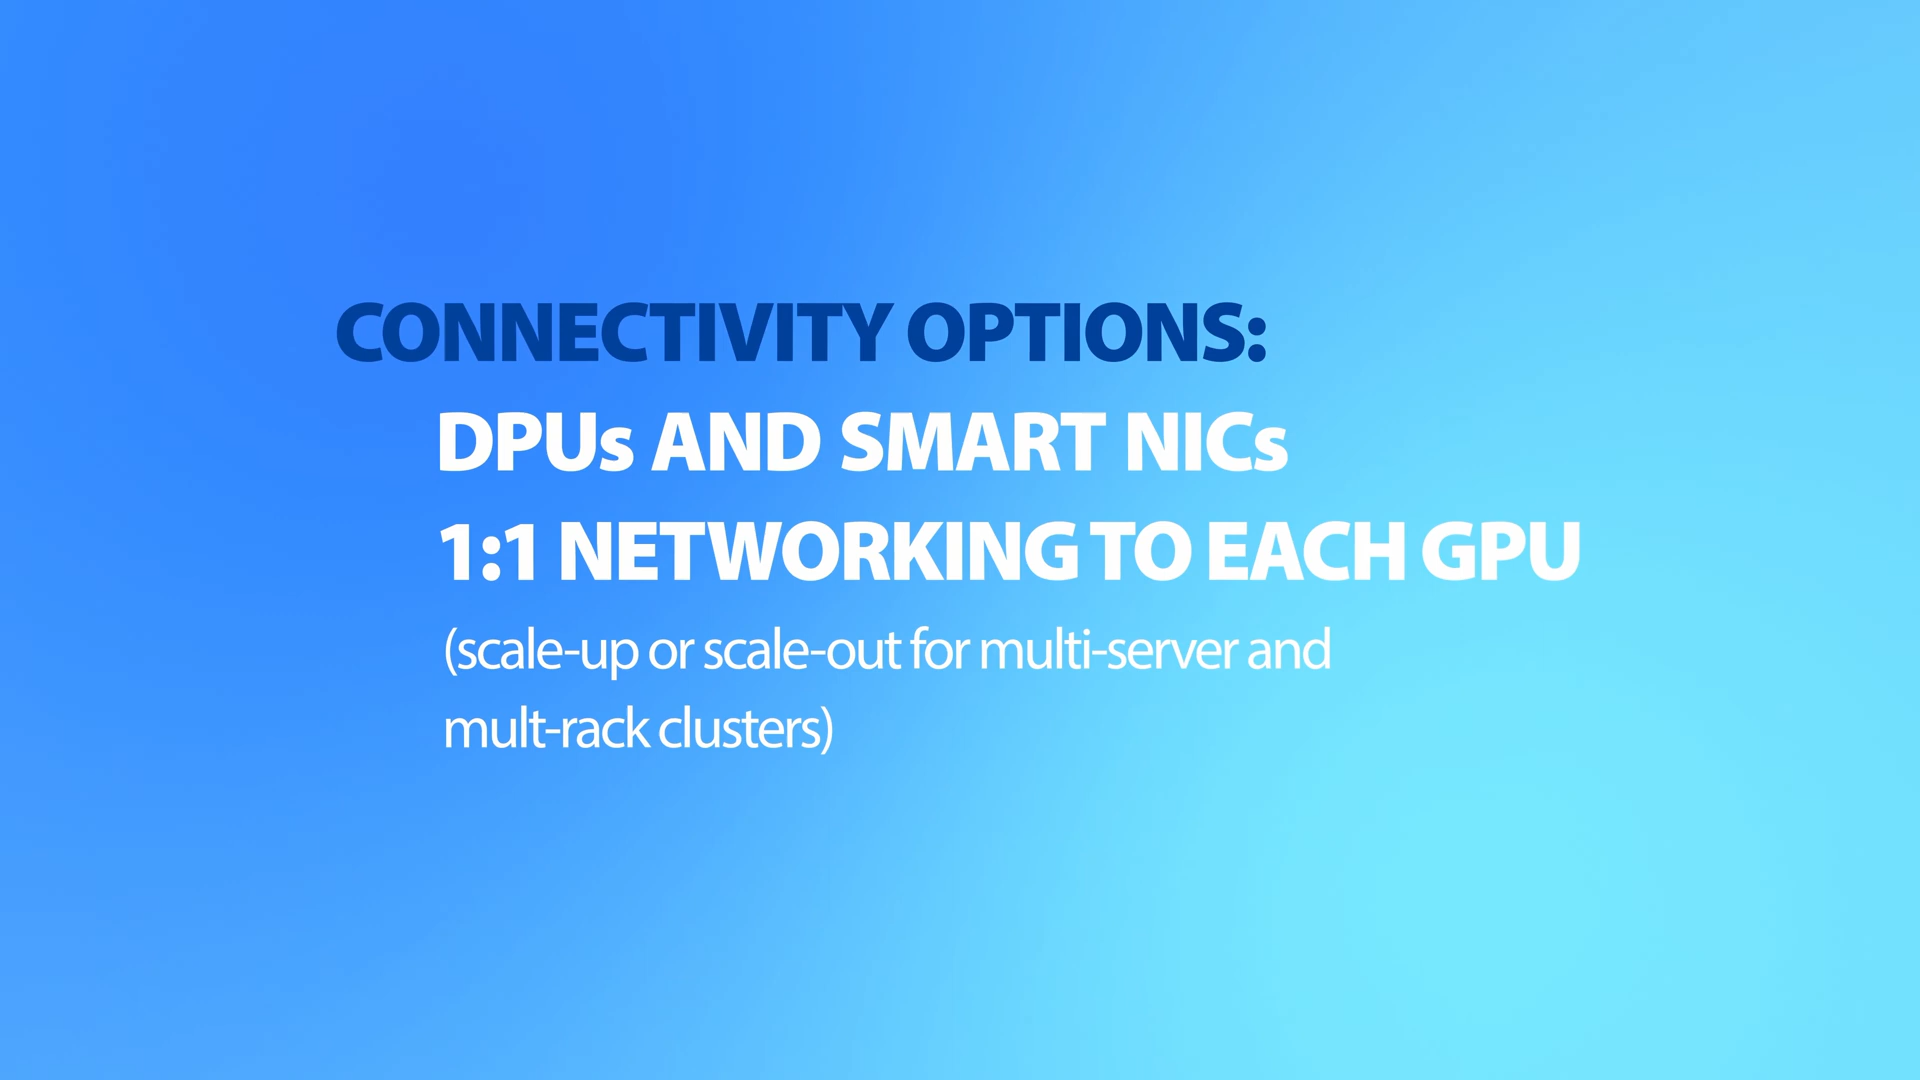 CONNECTIVITY OPTIONS:
DPUs AND SMART NICs
1:1 NETWORKING TO EACH GPU
(scale-up or scale-out for multi-server and
mult-rack clusters)